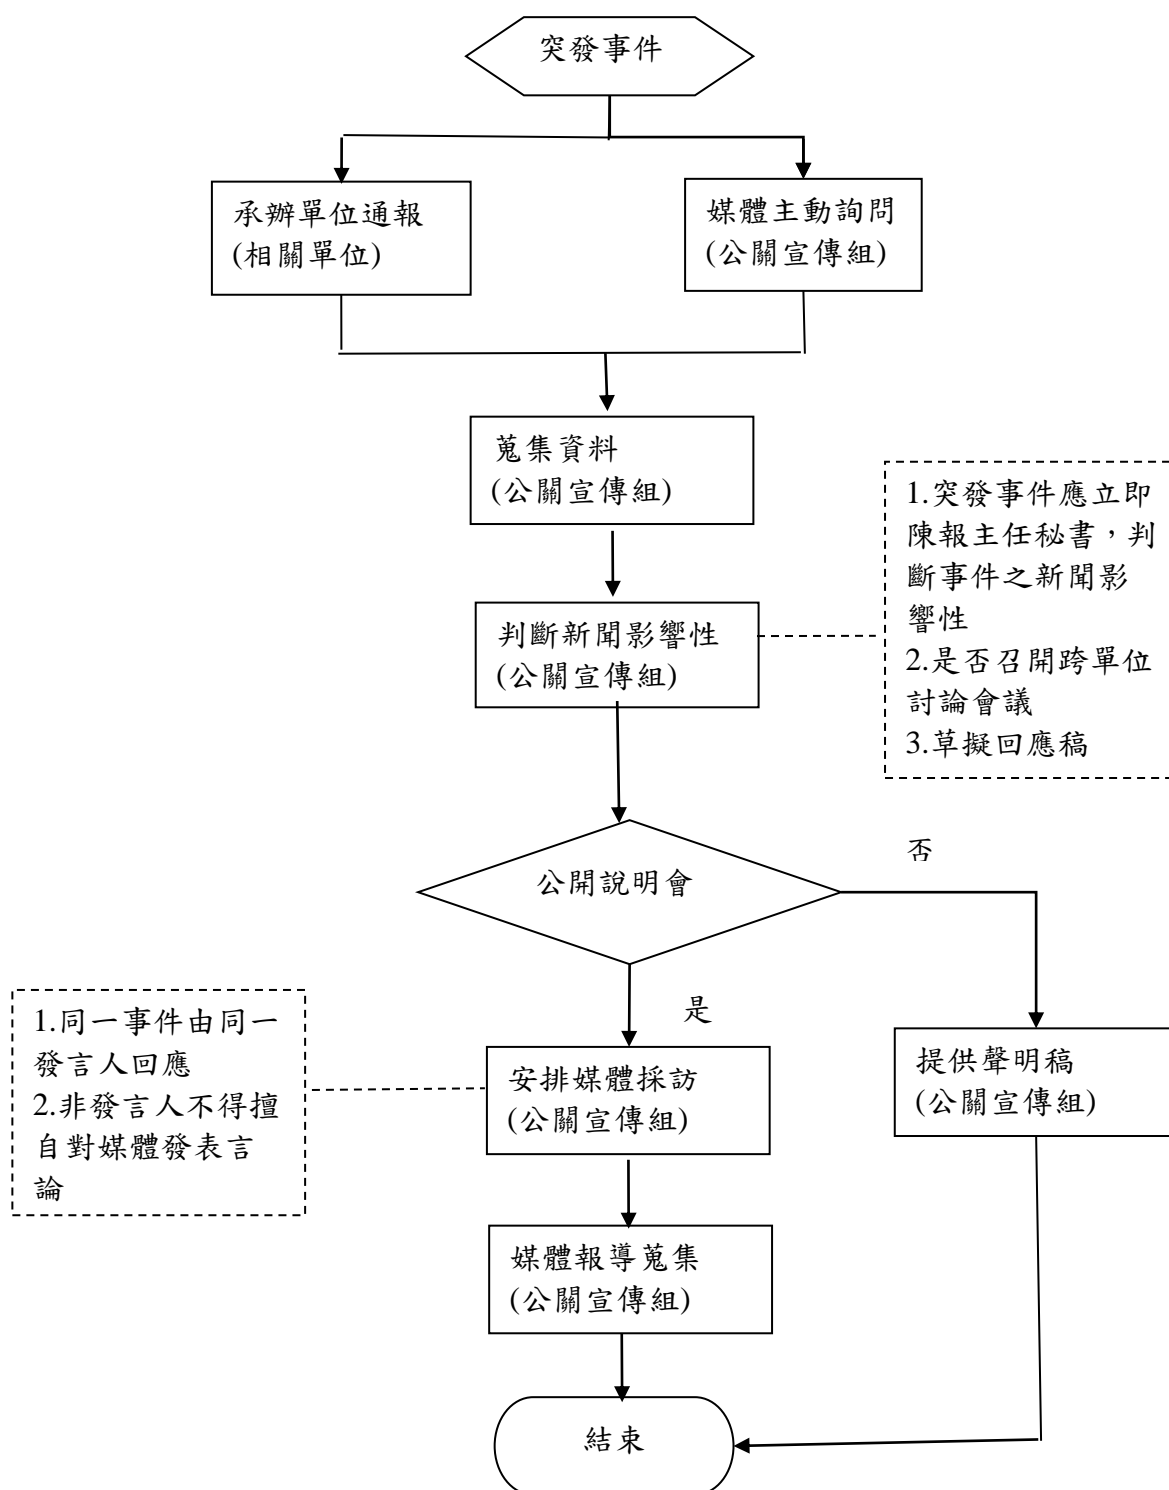 突發事件
承辦單位通報
(相關單位)
媒體主動詢問
(公關宣傳組)
蒐集資料
(公關宣傳組)
1.突發事件應立即
陳報主任秘書，判
斷事件之新聞影
響性
2.是否召開跨單位
討論會議
3.草擬回應稿
判斷新聞影響性
(公關宣傳組)
公開說明會
否
是
1.同一事件由同一
發言人回應
2.非發言人不得擅
自對媒體發表言
論
安排媒體採訪
(公關宣傳組)
提供聲明稿
(公關宣傳組)
媒體報導蒐集
(公關宣傳組)
結束